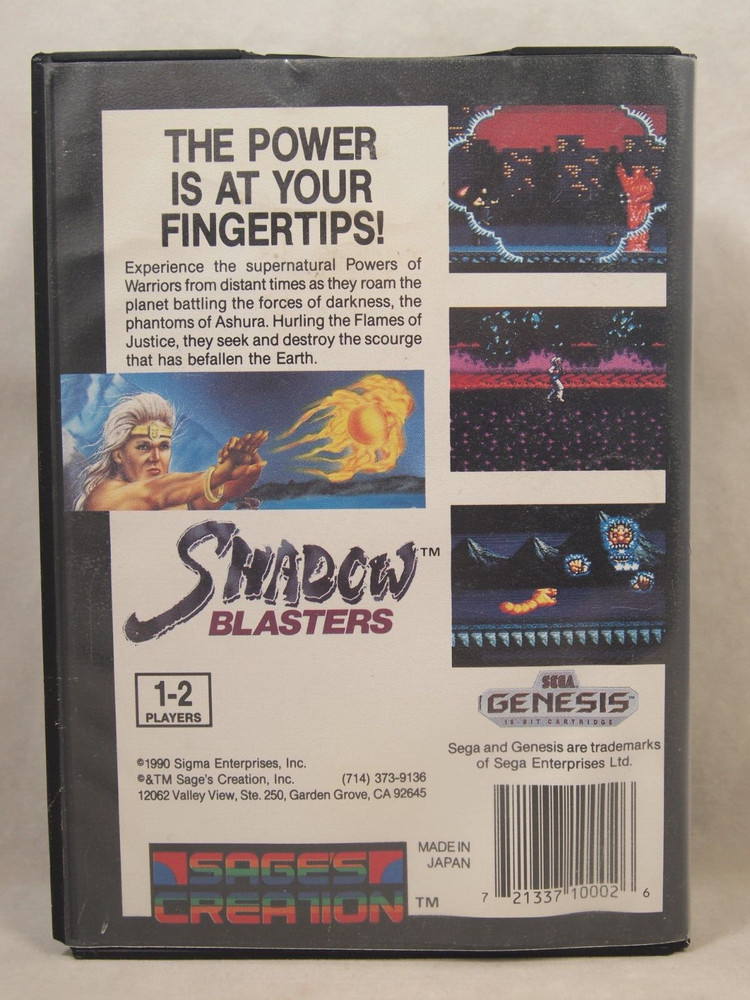 THE POWER
IS AT YOUR
FINGERTIPS!
Experience the supernatural Powers of
Warriors from distant times as they roam the
planet battling the forces of darkness, the
phantoms of Ashura. Hurling the Flames of
Justice, they seek and destroy the scourge
that has befallen the Earth.
SHADOW™
BLASTERS
1-2
PLAYERS
©1990 Sigma Enterprises, Inc.
©&TM Sage's Creation, Inc. (714) 373-9136
12062 Valley View, Ste. 250, Garden Grove, CA 92645
SAGE'S
CREATION TM
MADE IN
JAPAN
SEGA
GENESIS™
16-BIT CARTRIDGE
Sega and Genesis are trademarks
of Sega Enterprises Ltd.
7 21337 10002 6